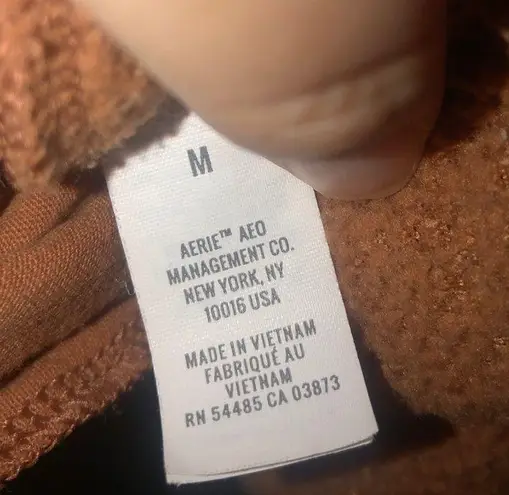 M
AERIE™ AEO
MANAGEMENT CO.
NEW YORK, NY
10016 USA
MADE IN VIETNAM
FABRIQUÉ AU
VIETNAM
RN 54485 CA 03873